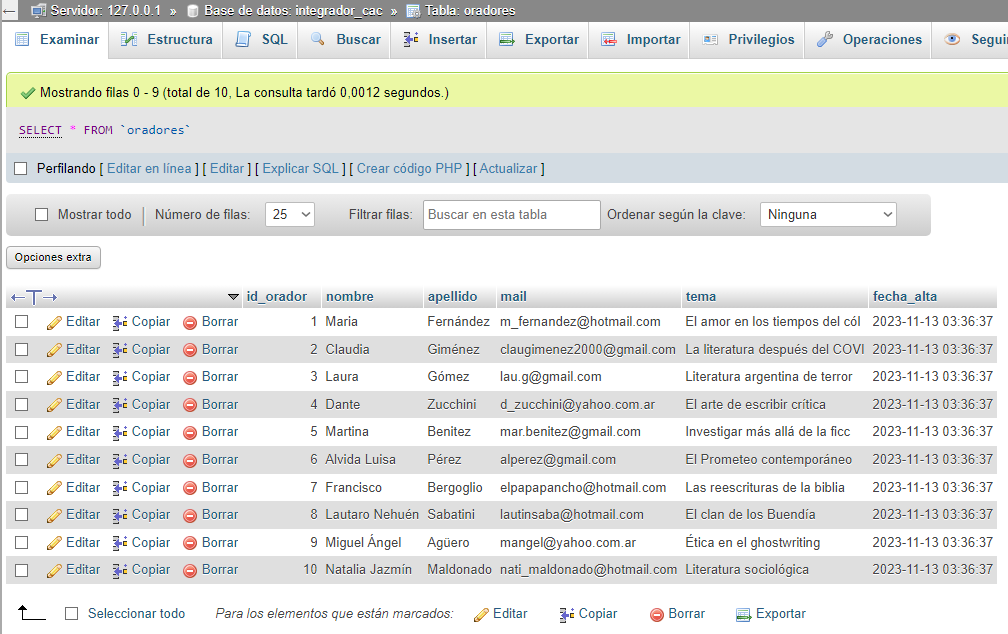 Servidor: 127.0.0.1 » Base de datos: integrador_cac » Tabla: oradores
Examinar Estructura SQL Buscar Insertar Exportar Importar Privilegios Operaciones Segui
Mostrando filas 0 - 9 (total de 10, La consulta tardó 0,0012 segundos.)
SELECT * FROM `oradores`
Perfilando [ Editar en línea ] [ Editar ] [ Explicar SQL ] [ Crear código PHP ] [ Actualizar ]
Mostrar todo Número de filas: 25 Filtrar filas: Buscar en esta tabla Ordenar según la clave: Ninguna
Opciones extra
←T→ id_orador nombre apellido mail tema fecha_alta
Editar Copiar Borrar 1 Maria Fernández m_fernandez@hotmail.com El amor en los tiempos del cól 2023-11-13 03:36:37
Editar Copiar Borrar 2 Claudia Giménez claugimenez2000@gmail.com La literatura después del COVI 2023-11-13 03:36:37
Editar Copiar Borrar 3 Laura Gómez lau.g@gmail.com Literatura argentina de terror 2023-11-13 03:36:37
Editar Copiar Borrar 4 Dante Zucchini d_zucchini@yahoo.com.ar El arte de escribir crítica 2023-11-13 03:36:37
Editar Copiar Borrar 5 Martina Benitez mar.benitez@gmail.com Investigar más allá de la ficc 2023-11-13 03:36:37
Editar Copiar Borrar 6 Alvida Luisa Pérez alperez@gmail.com El Prometeo contemporáneo 2023-11-13 03:36:37
Editar Copiar Borrar 7 Francisco Bergoglio elpapapancho@hotmail.com Las reescrituras de la biblia 2023-11-13 03:36:37
Editar Copiar Borrar 8 Lautaro Nehuén Sabatini lautinsaba@hotmail.com El clan de los Buendía 2023-11-13 03:36:37
Editar Copiar Borrar 9 Miguel Ángel Agüero mangel@yahoo.com.ar Ética en el ghostwriting 2023-11-13 03:36:37
Editar Copiar Borrar 10 Natalia Jazmín Maldonado nati_maldonado@hotmail.com Literatura sociológica 2023-11-13 03:36:37
Seleccionar todo Para los elementos que están marcados: Editar Copiar Borrar Exportar